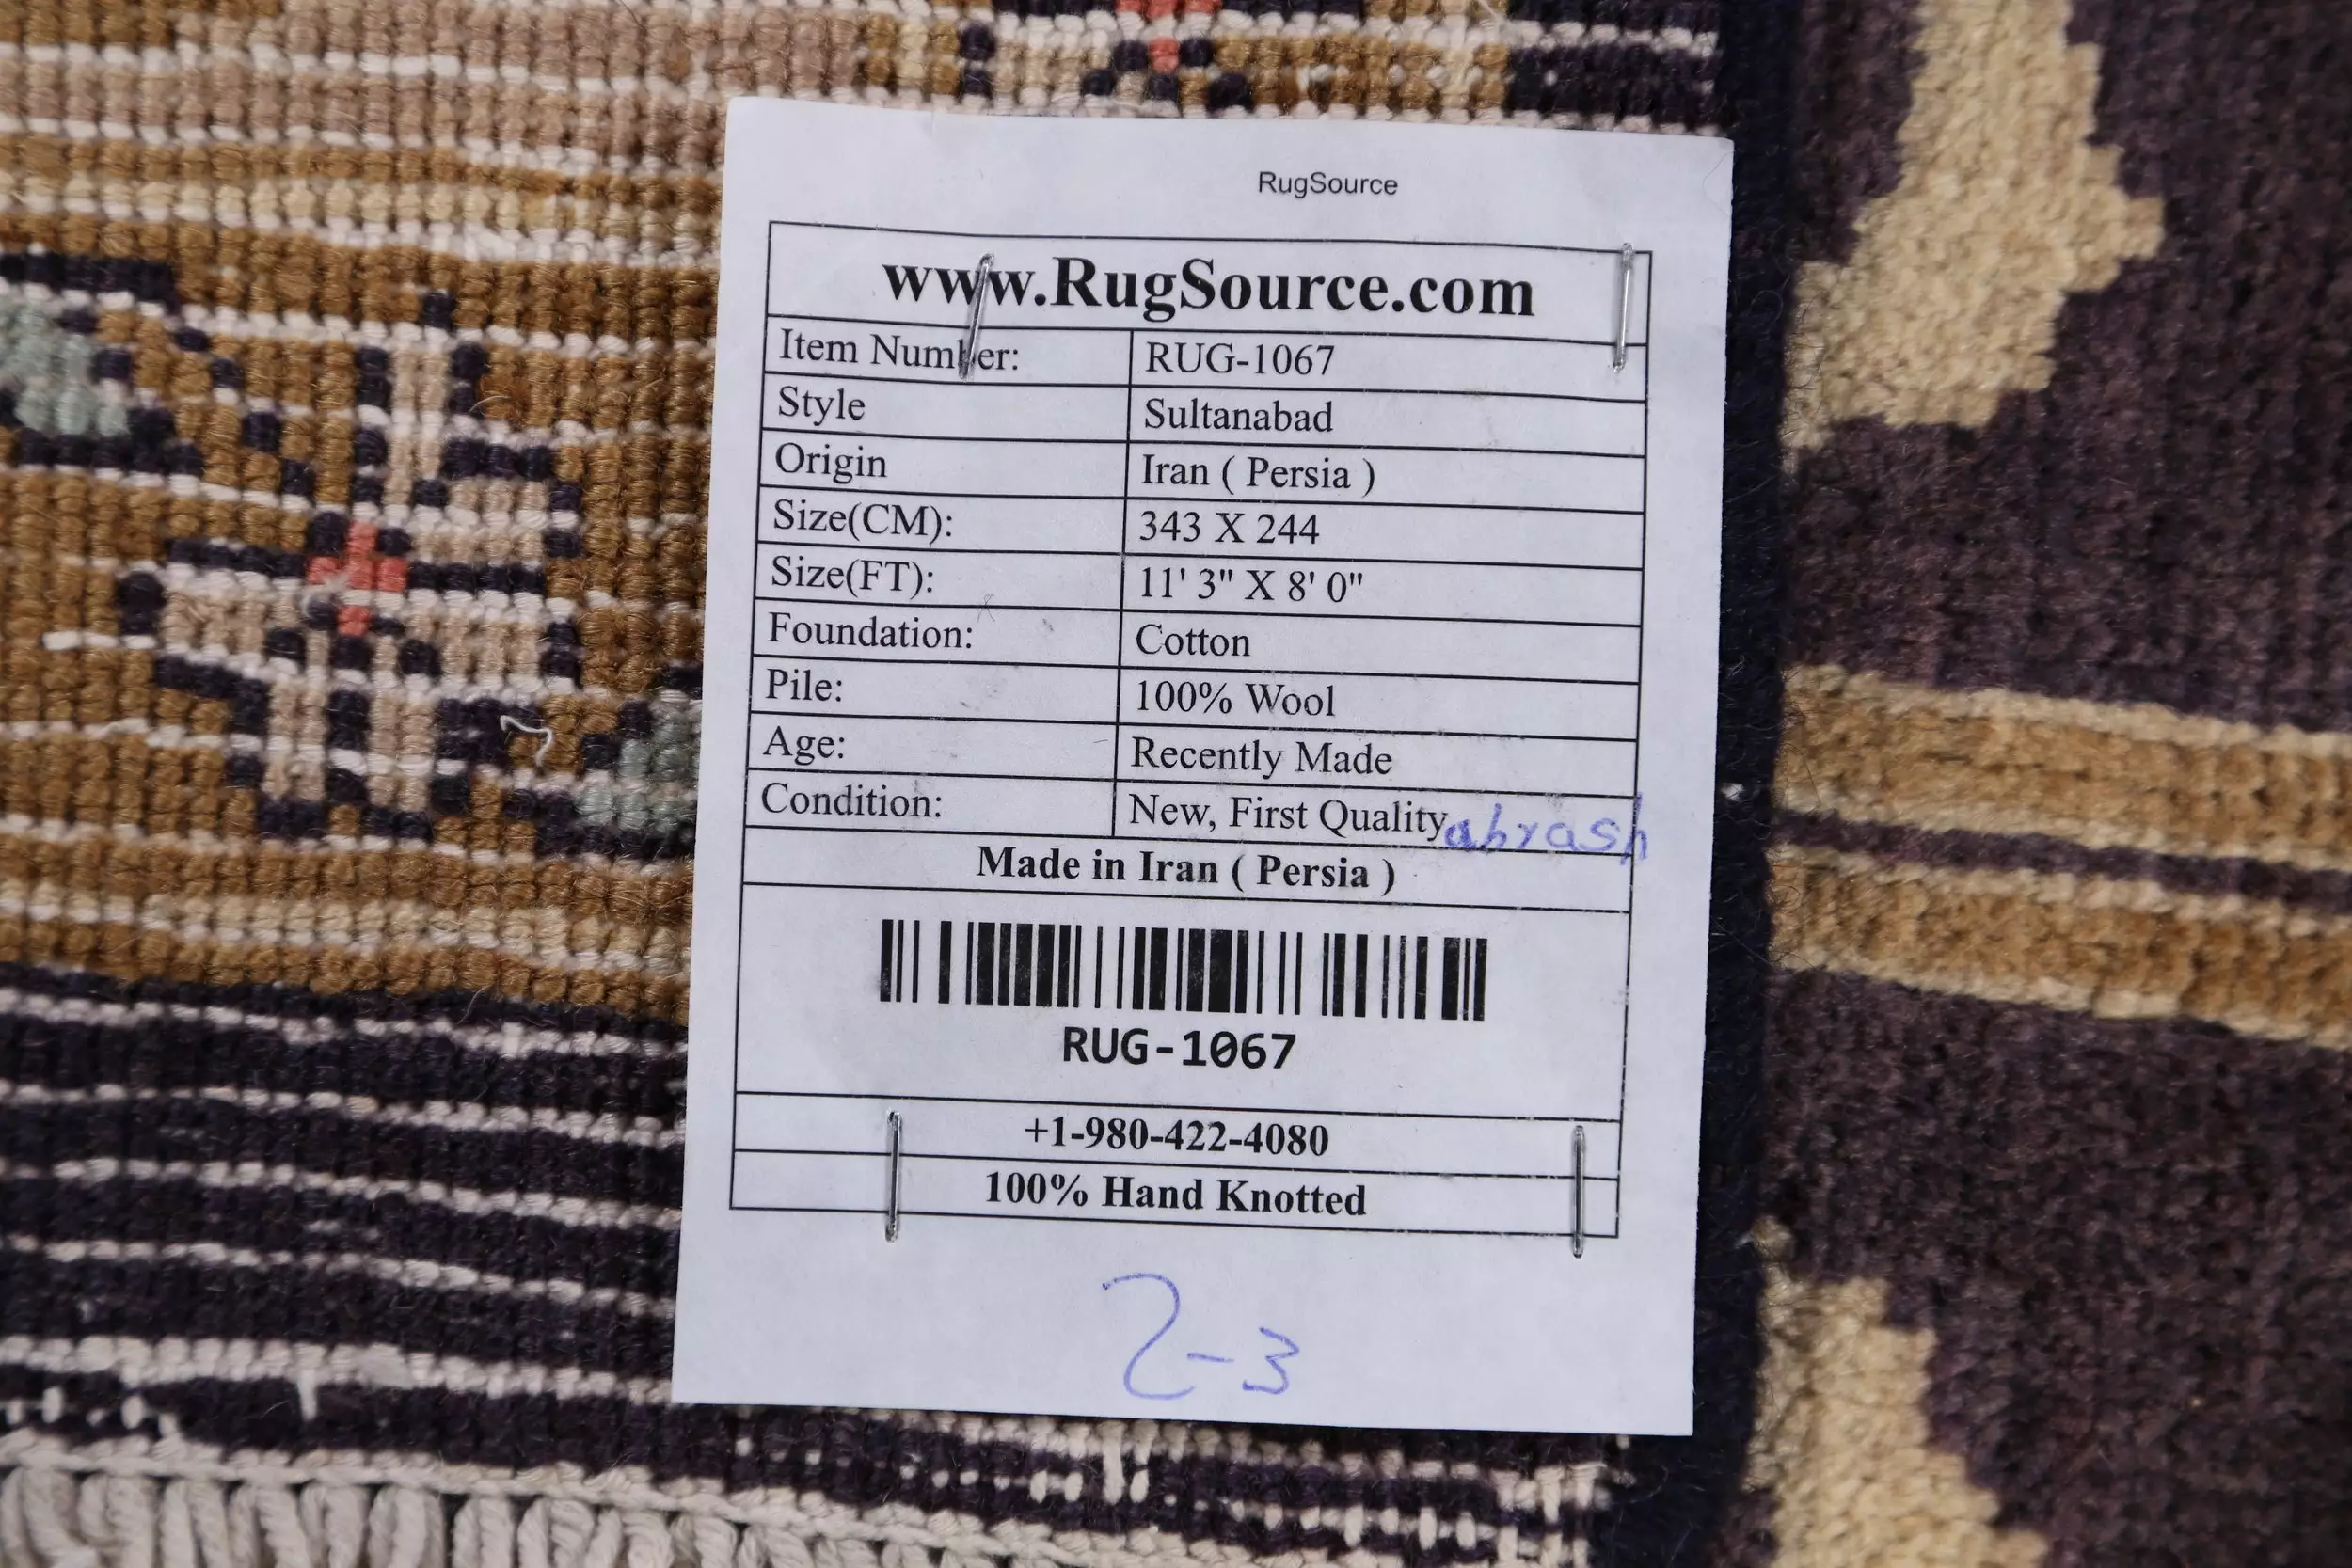 RugSource
www.RugSource.com
Item Number: RUG-1067
Style Sultanabad
Origin Iran ( Persia )
Size(CM): 343 X 244
Size(FT): 11' 3" X 8' 0"
Foundation: Cotton
Pile: 100% Wool
Age: Recently Made
Condition: New, First Quality abrash
Made in Iran ( Persia )
RUG-1067
+1-980-422-4080
100% Hand Knotted
2-3